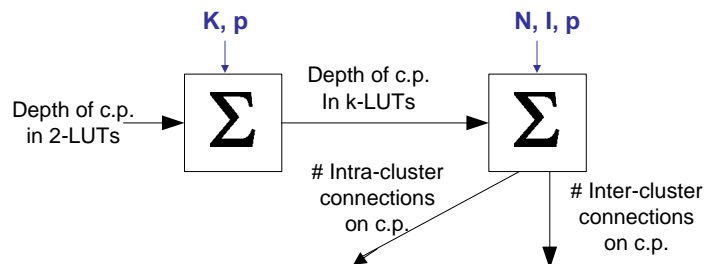 K, p
N, I, p
Depth of c.p.
in 2-LUTs
Σ
Depth of c.p.
In k-LUTs
Σ
# Intra-cluster
connections
on c.p.
# Inter-cluster
connections
on c.p.